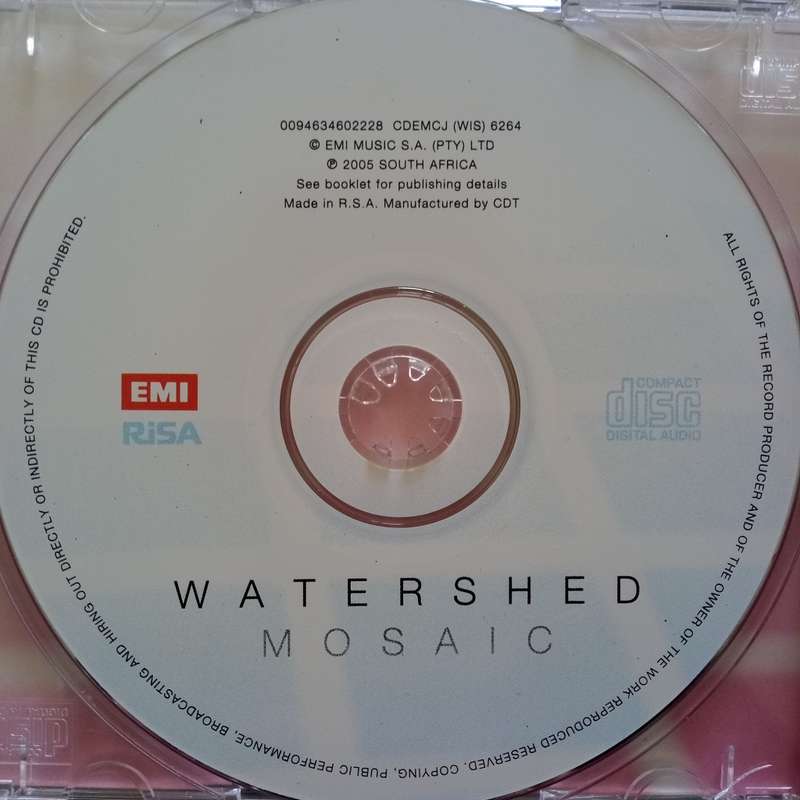 0094634602228 CDEMCJ (WIS) 6264
© EMI MUSIC S.A. (PTY) LTD
℗ 2005 SOUTH AFRICA
See booklet for publishing details
Made in R.S.A. Manufactured by CDT
ALL RIGHTS OF THE RECORD PRODUCER AND OF THE OWNER OF THE WORK REPRODUCED RESERVED. COPYING, PUBLIC PERFORMANCE, BROADCASTING AND HIRING OUT DIRECTLY OR INDIRECTLY OF THIS CD IS PROHIBITED.
EMI
RiSA
COMPACT
disc
DIGITAL AUDIO
WATERSHED
MOSAIC